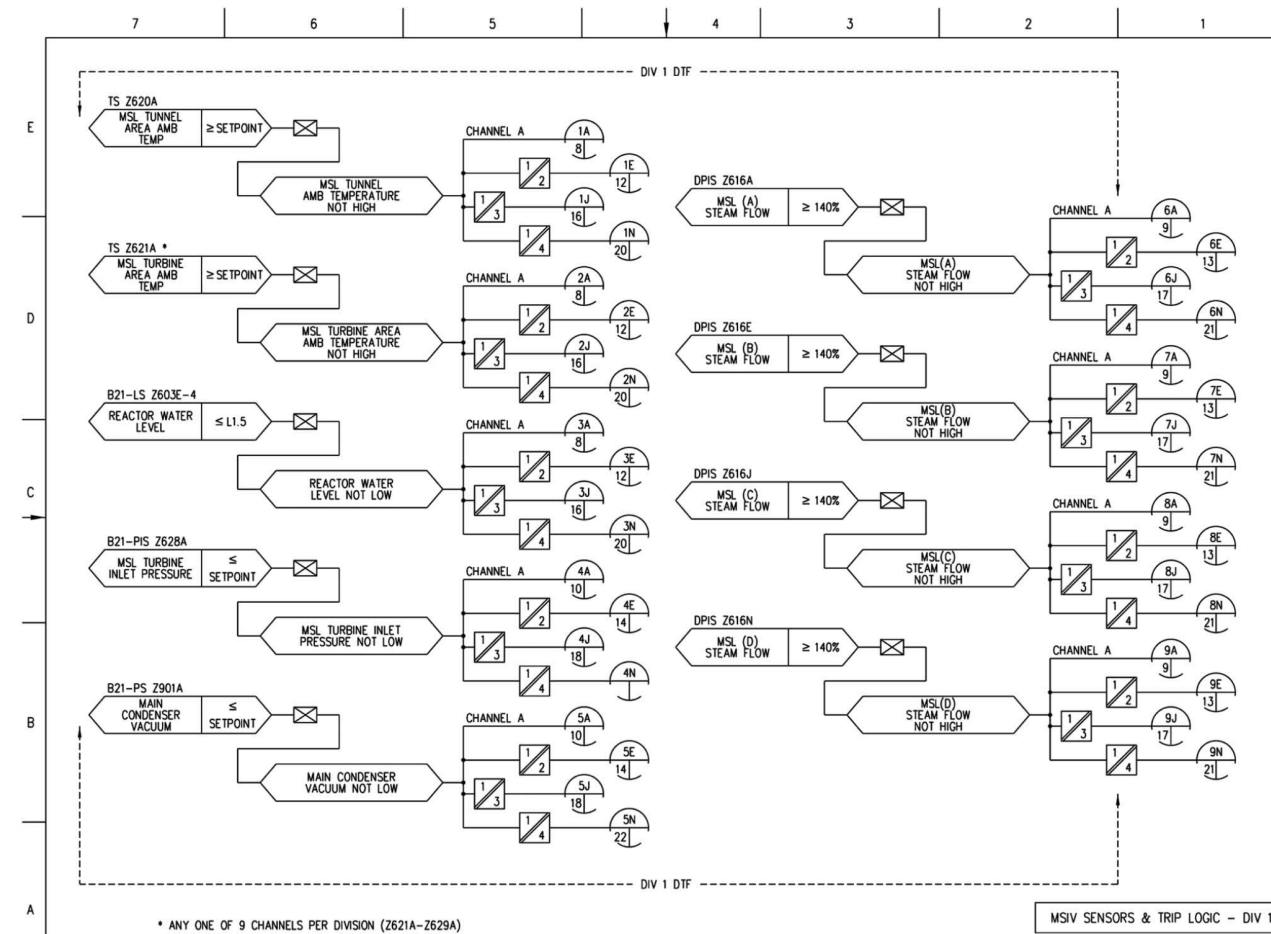 7 6 5 4 3 2 1
E
D
C
B
A
DIV 1 DTF
TS Z620A
MSL TUNNEL
AREA AMB
TEMP
≥ SETPOINT
MSL TUNNEL
AMB TEMPERATURE
NOT HIGH
CHANNEL A
1A
8
1
2
1E
12
1
3
1J
16
1
4
1N
20
TS Z621A *
MSL TURBINE
AREA AMB
TEMP
≥ SETPOINT
MSL TURBINE AREA
AMB TEMPERATURE
NOT HIGH
CHANNEL A
2A
8
1
2
2E
12
1
3
2J
16
1
4
2N
20
B21-LS Z603E-4
REACTOR WATER
LEVEL
≤ L1.5
REACTOR WATER
LEVEL NOT LOW
CHANNEL A
3A
8
1
2
3E
12
1
3
3J
16
1
4
3N
20
B21-PIS Z628A
MSL TURBINE
INLET PRESSURE
≤
SETPOINT
MSL TURBINE INLET
PRESSURE NOT LOW
CHANNEL A
4A
10
1
2
4E
14
1
3
4J
18
1
4
4N
B21-PS Z901A
MAIN
CONDENSER
VACUUM
≤
SETPOINT
MAIN CONDENSER
VACUUM NOT LOW
CHANNEL A
5A
10
1
2
5E
14
1
3
5J
18
1
4
5N
22
DPIS Z616A
MSL (A)
STEAM FLOW
≥ 140%
MSL(A)
STEAM FLOW
NOT HIGH
CHANNEL A
6A
9
1
2
6E
13
1
3
6J
17
1
4
6N
21
DPIS Z616E
MSL (B)
STEAM FLOW
≥ 140%
MSL(B)
STEAM FLOW
NOT HIGH
CHANNEL A
7A
9
1
2
7E
13
1
3
7J
17
1
4
7N
21
DPIS Z616J
MSL (C)
STEAM FLOW
≥ 140%
MSL(C)
STEAM FLOW
NOT HIGH
CHANNEL A
8A
9
1
2
8E
13
1
3
8J
17
1
4
8N
21
DPIS Z616N
MSL (D)
STEAM FLOW
≥ 140%
MSL(D)
STEAM FLOW
NOT HIGH
CHANNEL A
9A
9
1
2
9E
13
1
3
9J
17
1
4
9N
21
DIV 1 DTF
* ANY ONE OF 9 CHANNELS PER DIVISION (Z621A-Z629A)
MSIV SENSORS & TRIP LOGIC - DIV 1